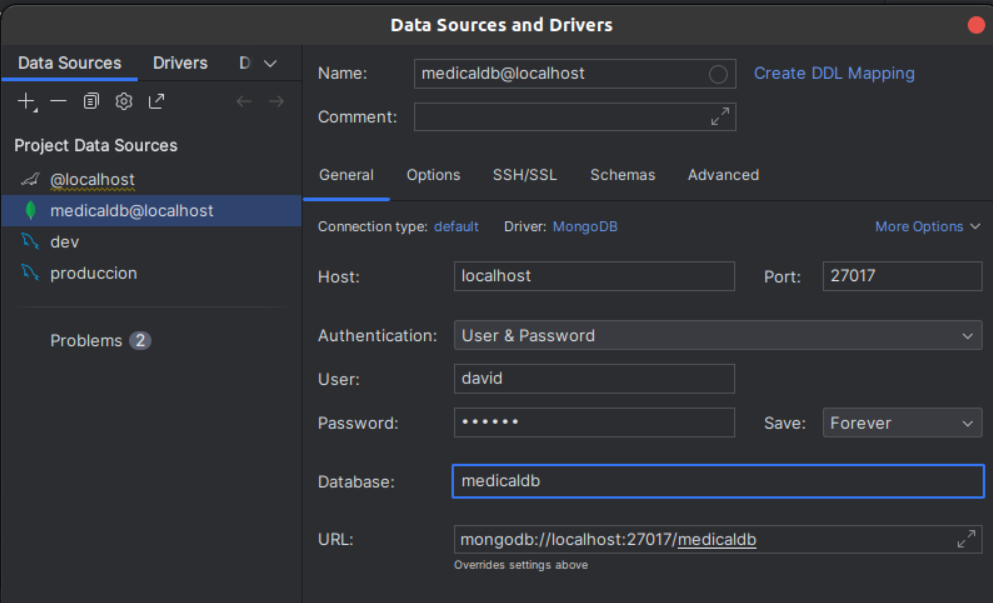 Data Sources and Drivers
Data Sources Drivers D
Name: medicaldb@localhost Create DDL Mapping
Comment:
Project Data Sources
@localhost
medicaldb@localhost
dev
produccion
Problems 2
General Options SSH/SSL Schemas Advanced
Connection type: default Driver: MongoDB More Options
Host: localhost Port: 27017
Authentication: User & Password
User: david
Password: •••••• Save: Forever
Database: medicaldb
URL: mongodb://localhost:27017/medicaldb
Overrides settings above